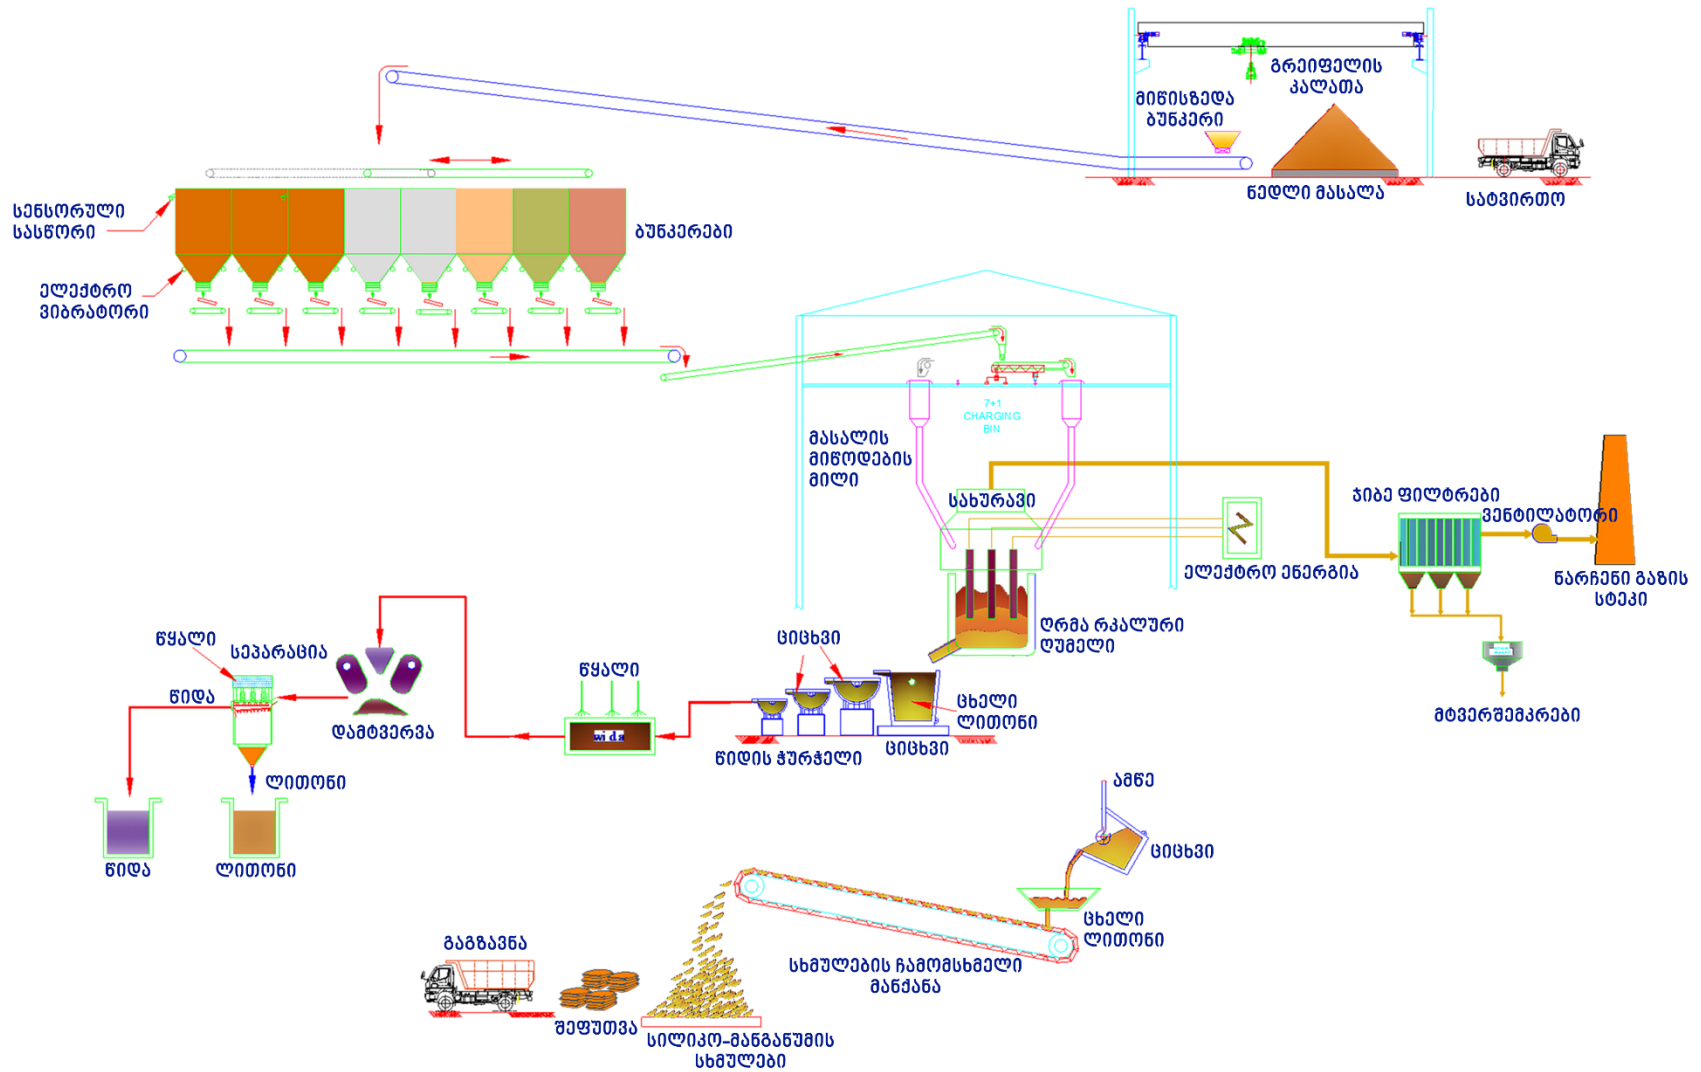 გრეიფელის
კალათა
მიწისზედა
ბუნკერი
ნედლი მასალა
სატვირთო
სენსორული
სასწორი
ბუნკერები
ელექტრო
ვიბრატორი
7+1
CHARGING
BIN
მასალის
მიწოდების
მილი
სახურავი
ჯიბე ფილტრები
ვენტილატორი
ელექტრო ენერგია
ნარჩენი გაზის
სტეკი
ღრმა რკალური
ღუმელი
ციცხვი
წყალი
სეპარაცია
წყალი
წიდა
ცხელი
ლითონი
მტვერშემკრები
დამტვერვა
wida
წიდის ჭურჭელი
ციცხვი
ლითონი
ამწე
ციცხვი
წიდა
ლითონი
ცხელი
ლითონი
გაგზავნა
სხმულების ჩამომსხმელი
მანქანა
შეფუთვა
სილიკო-მანგანუმის
სხმულები